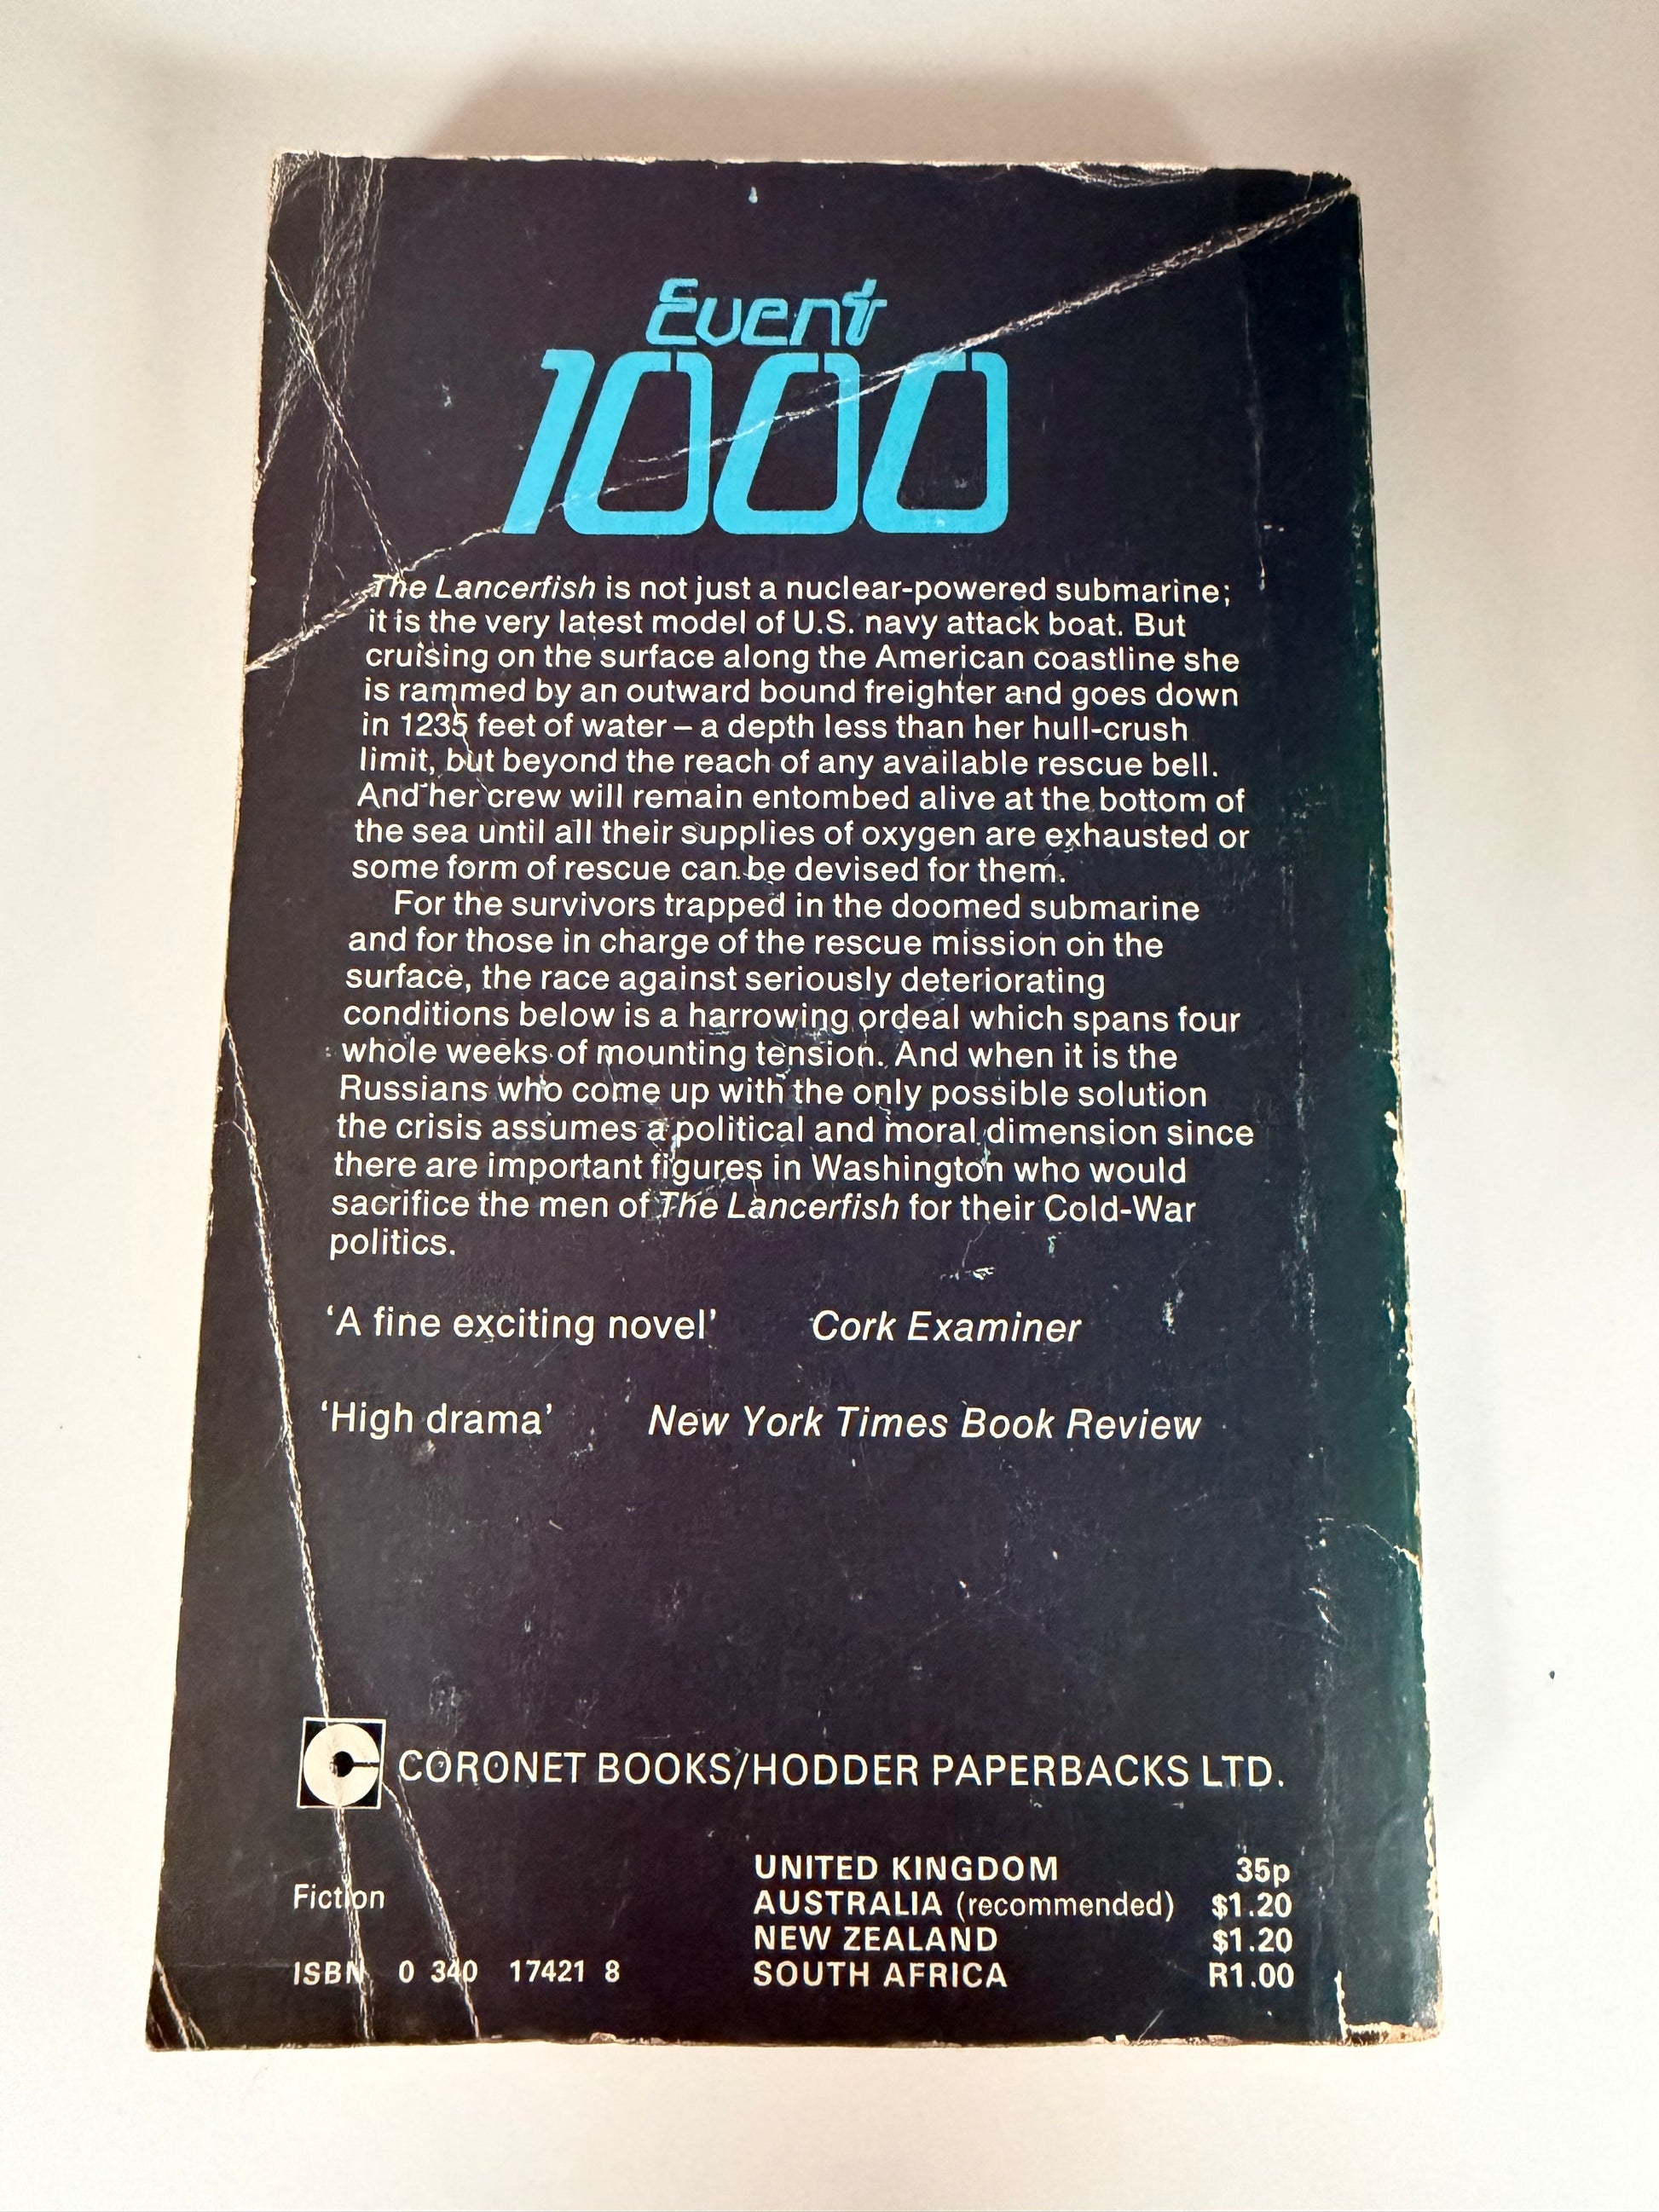 Event
1000
The Lancerfish is not just a nuclear-powered submarine;
it is the very latest model of U.S. navy attack boat. But
cruising on the surface along the American coastline she
is rammed by an outward bound freighter and goes down
in 1235 feet of water – a depth less than her hull-crush
limit, but beyond the reach of any available rescue bell.
And her crew will remain entombed alive at the bottom of
the sea until all their supplies of oxygen are exhausted or
some form of rescue can be devised for them.
For the survivors trapped in the doomed submarine
and for those in charge of the rescue mission on the
surface, the race against seriously deteriorating
conditions below is a harrowing ordeal which spans four
whole weeks of mounting tension. And when it is the
Russians who come up with the only possible solution
the crisis assumes a political and moral dimension since
there are important figures in Washington who would
sacrifice the men of The Lancerfish for their Cold-War
politics.
‘A fine exciting novel’ Cork Examiner
‘High drama’ New York Times Book Review
CORONET BOOKS/HODDER PAPERBACKS LTD.
UNITED KINGDOM 35p
Fiction
AUSTRALIA (recommended) $1.20
NEW ZEALAND $1.20
ISBN 0 340 17421 8
SOUTH AFRICA R1.00